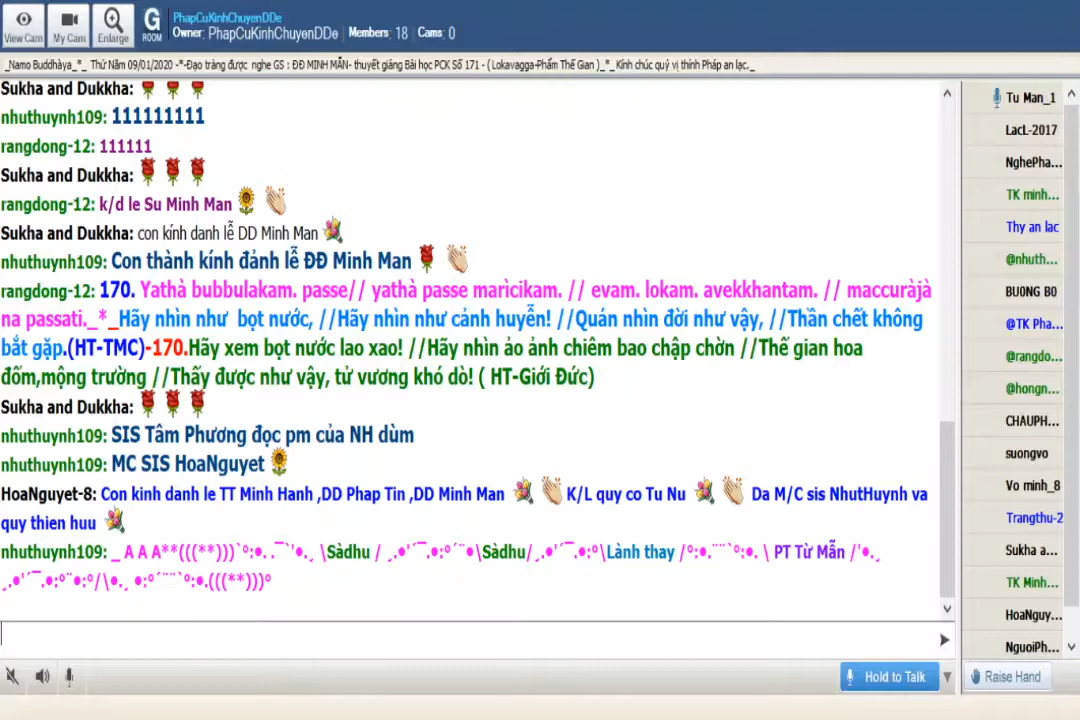 View Cam
My Cam
Enlarge
G
ROOM
PhapCuKinhChuyenDDe
Owner: PhapCuKinhChuyenDDe Members: 18 Cams: 0
_Namo Buddhàya_*_ Thứ Năm 09/01/2020 -*-Đạo tràng được nghe GS : ĐĐ MINH MẪN- thuyết giảng Bài học PCK Số 171 - ( Lokavagga-Phẩm Thế Gian )_*_Kính chúc quý vị thính Pháp an lạc._
Sukha and Dukkha:
nhuthuynh109: 111111111
rangdong-12: 111111
Sukha and Dukkha:
rangdong-12: k/d le Su Minh Man
Sukha and Dukkha: con kính danh lễ DD Minh Man
nhuthuynh109: Con thành kính đảnh lễ ĐĐ Minh Man
rangdong-12: 170. Yathà bubbulakam. passe// yathà passe marìcikam. // evam. lokam. avekkhantam. // maccuràjà
na passati._*_Hãy nhìn như bọt nước, //Hãy nhìn như cảnh huyễn! //Quán nhìn đời như vậy, //Thần chết không
bắt gặp.(HT-TMC)-170.Hãy xem bọt nước lao xao! //Hãy nhìn ảo ảnh chiêm bao chập chờn //Thế gian hoa
đốm,mộng trường //Thấy được như vậy, tử vương khó dò! ( HT-Giới Đức)
Sukha and Dukkha:
nhuthuynh109: SIS Tâm Phương đọc pm của NH dùm
nhuthuynh109: MC SIS HoaNguyet
HoaNguyet-8: Con kinh danh le TT Minh Hanh ,DD Phap Tin ,DD Minh Man K/L quy co Tu Nu Da M/C sis NhutHuynh va
quy thien huu
nhuthuynh109: _ A A A**(((**)))`°:•. .¯`'•.¸ \Sàdhu / ¸.•'´¯.•:°´¨•\Sàdhu/¸.•'´¯.•:°\Lành thay /°:•.¨¨`°:•. \ PT Từ Mẫn /'•.¸
¸.•'´¯.•:°¨•:°/\•.¸ •:°´¨¨`°:•.(((**)))°
Tu Man_1
LacL-2017
NghePha...
TK minh...
Thy an lac
@nhuth...
BUONG BO
@TK Pha...
@rangdo...
@hongn...
CHAUPH...
suongvo
Vo minh_8
Trangthu-2
Sukha a...
TK Minh...
HoaNguy...
NguoiPh...
Hold to Talk
Raise Hand